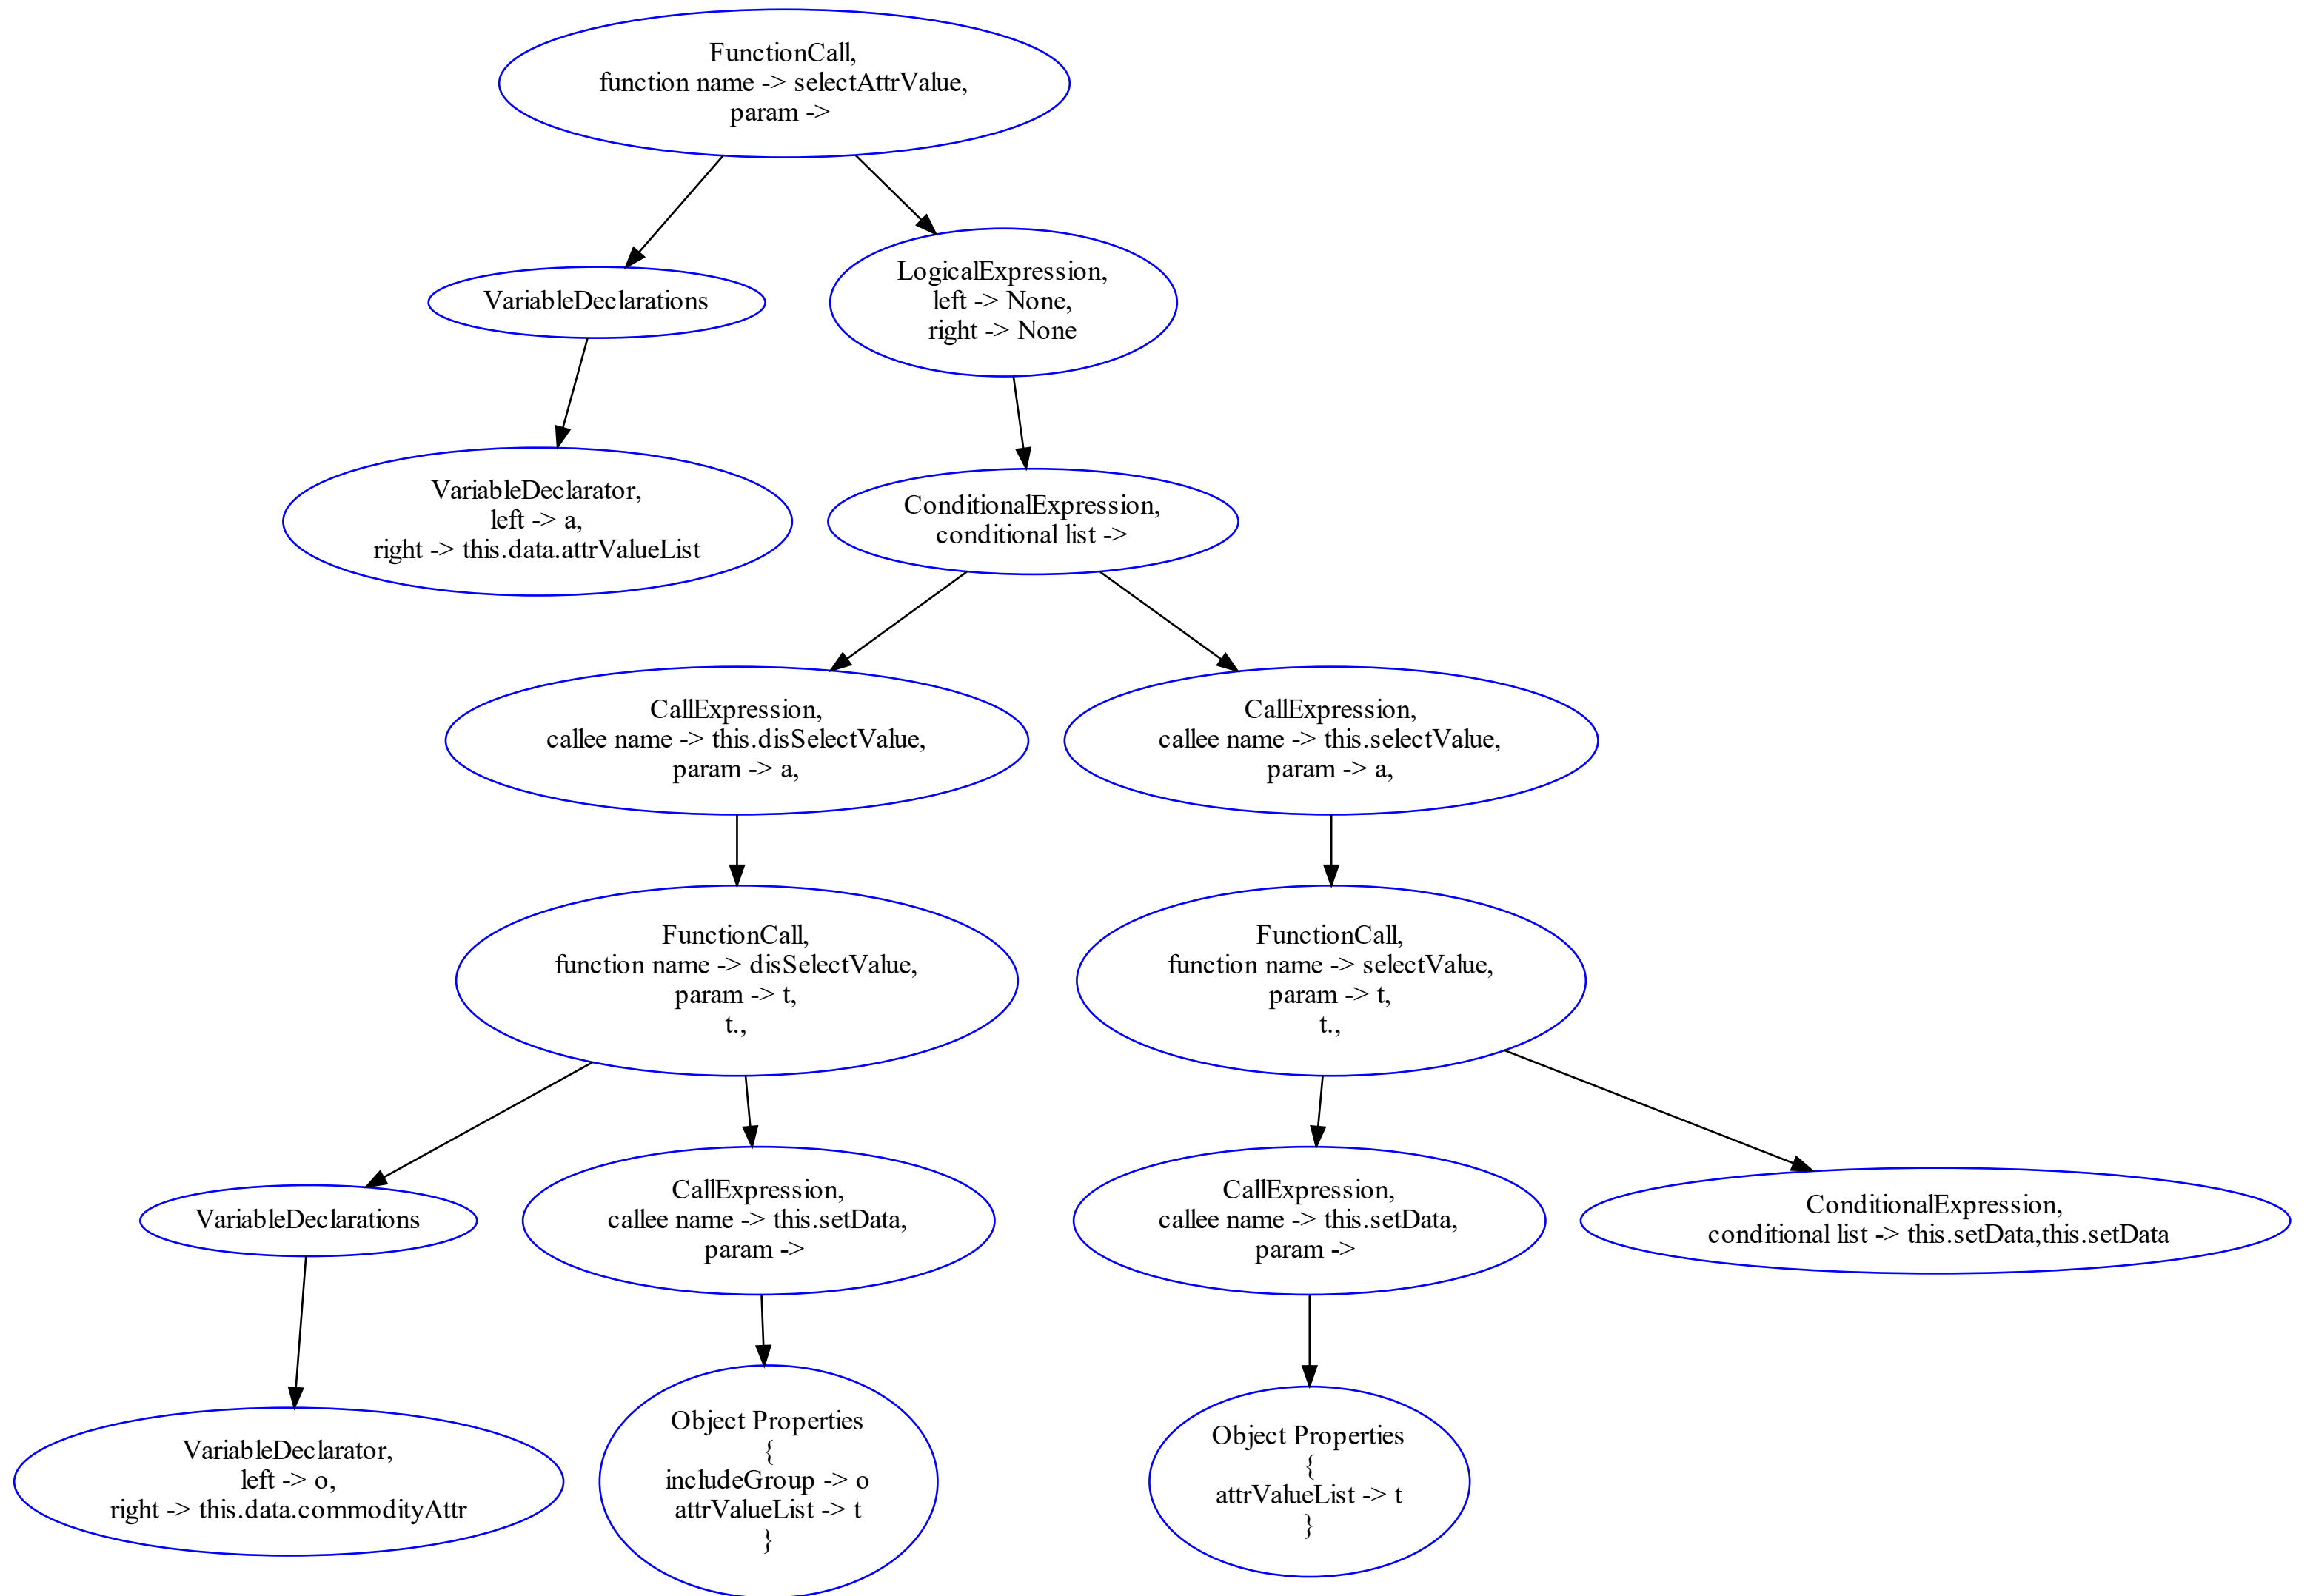 FunctionCall,
function name -> selectAttrValue,
param ->
VariableDeclarations
LogicalExpression,
left -> None,
right -> None
VariableDeclarator,
left -> a,
right -> this.data.attrValueList
ConditionalExpression,
conditional list ->
CallExpression,
callee name -> this.disSelectValue,
param -> a,
CallExpression,
callee name -> this.selectValue,
param -> a,
FunctionCall,
function name -> disSelectValue,
param -> t,
t.,
FunctionCall,
function name -> selectValue,
param -> t,
t.,
VariableDeclarations
CallExpression,
callee name -> this.setData,
param ->
CallExpression,
callee name -> this.setData,
param ->
ConditionalExpression,
conditional list -> this.setData,this.setData
VariableDeclarator,
left -> o,
right -> this.data.commodityAttr
Object Properties
{
includeGroup -> o
attrValueList -> t
}
Object Properties
{
attrValueList -> t
}